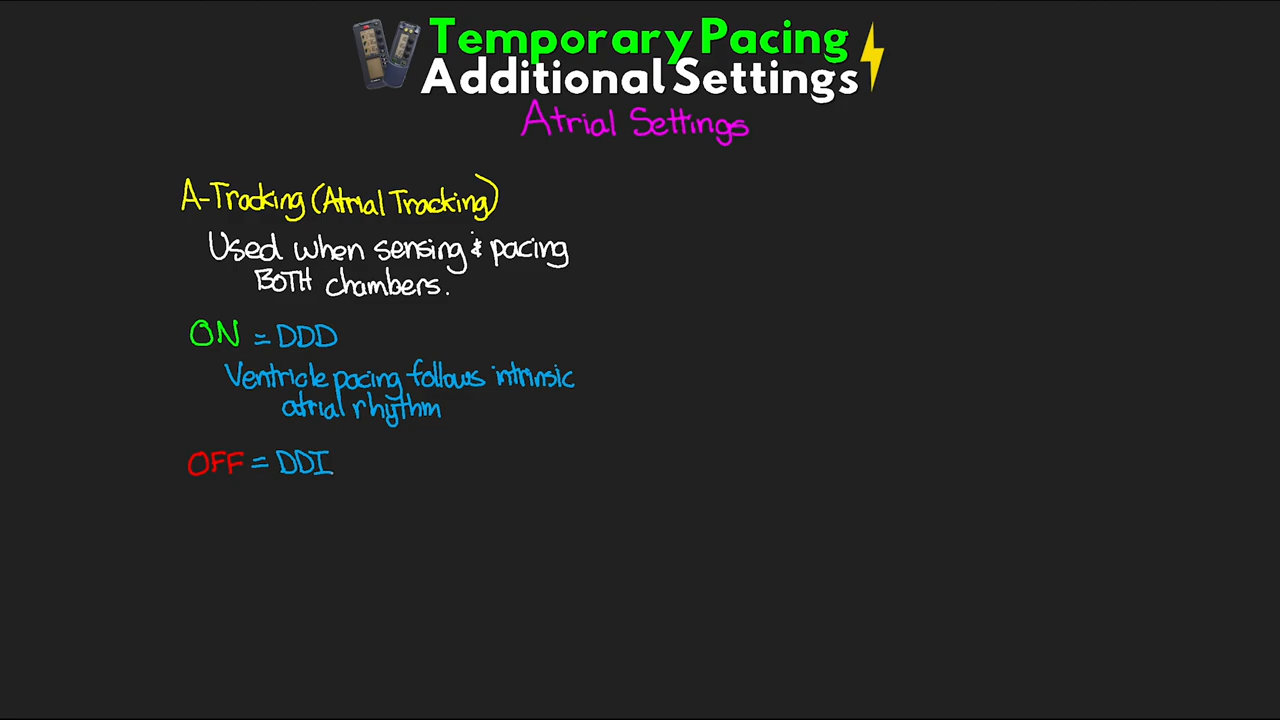 Temporary Pacing
Additional Settings
Atrial Settings
A-Tracking (Atrial Tracking)
Used when sensing & pacing
BOTH chambers.
ON = DDD
Ventricle pacing follows intrinsic
atrial rhythm
OFF = DDI